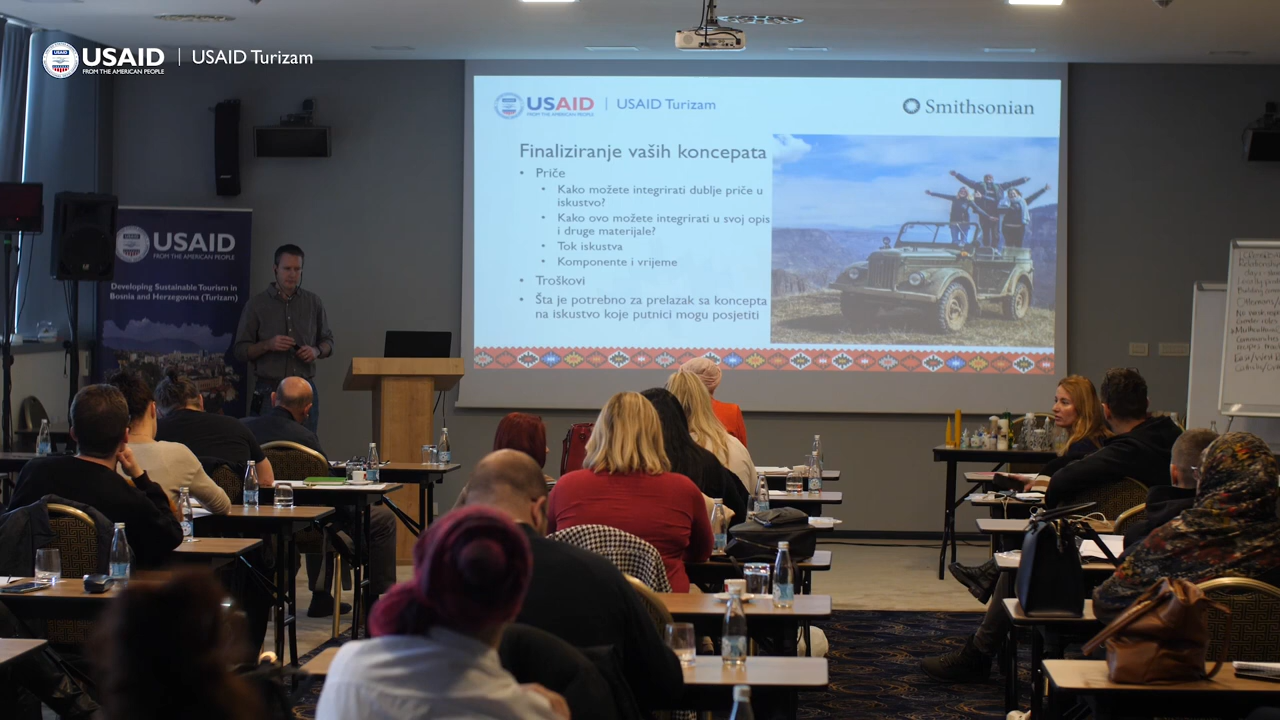 USAID
FROM THE AMERICAN PEOPLE
USAID Turizam
USAID
FROM THE AMERICAN PEOPLE
USAID Turizam
Smithsonian
Finaliziranje vaših koncepata
• Priče
• Kako možete integrirati dublje priče u
iskustvo?
• Kako ovo možete integrirati u svoj opis
i druge materijale?
• Tok iskustva
• Komponente i vrijeme
• Troškovi
• Šta je potrebno za prelazak sa koncepta
na iskustvo koje putnici mogu posjetiti
USAID
FROM THE AMERICAN PEOPLE
Developing Sustainable Tourism in
Bosnia and Herzegovina (Turizam)